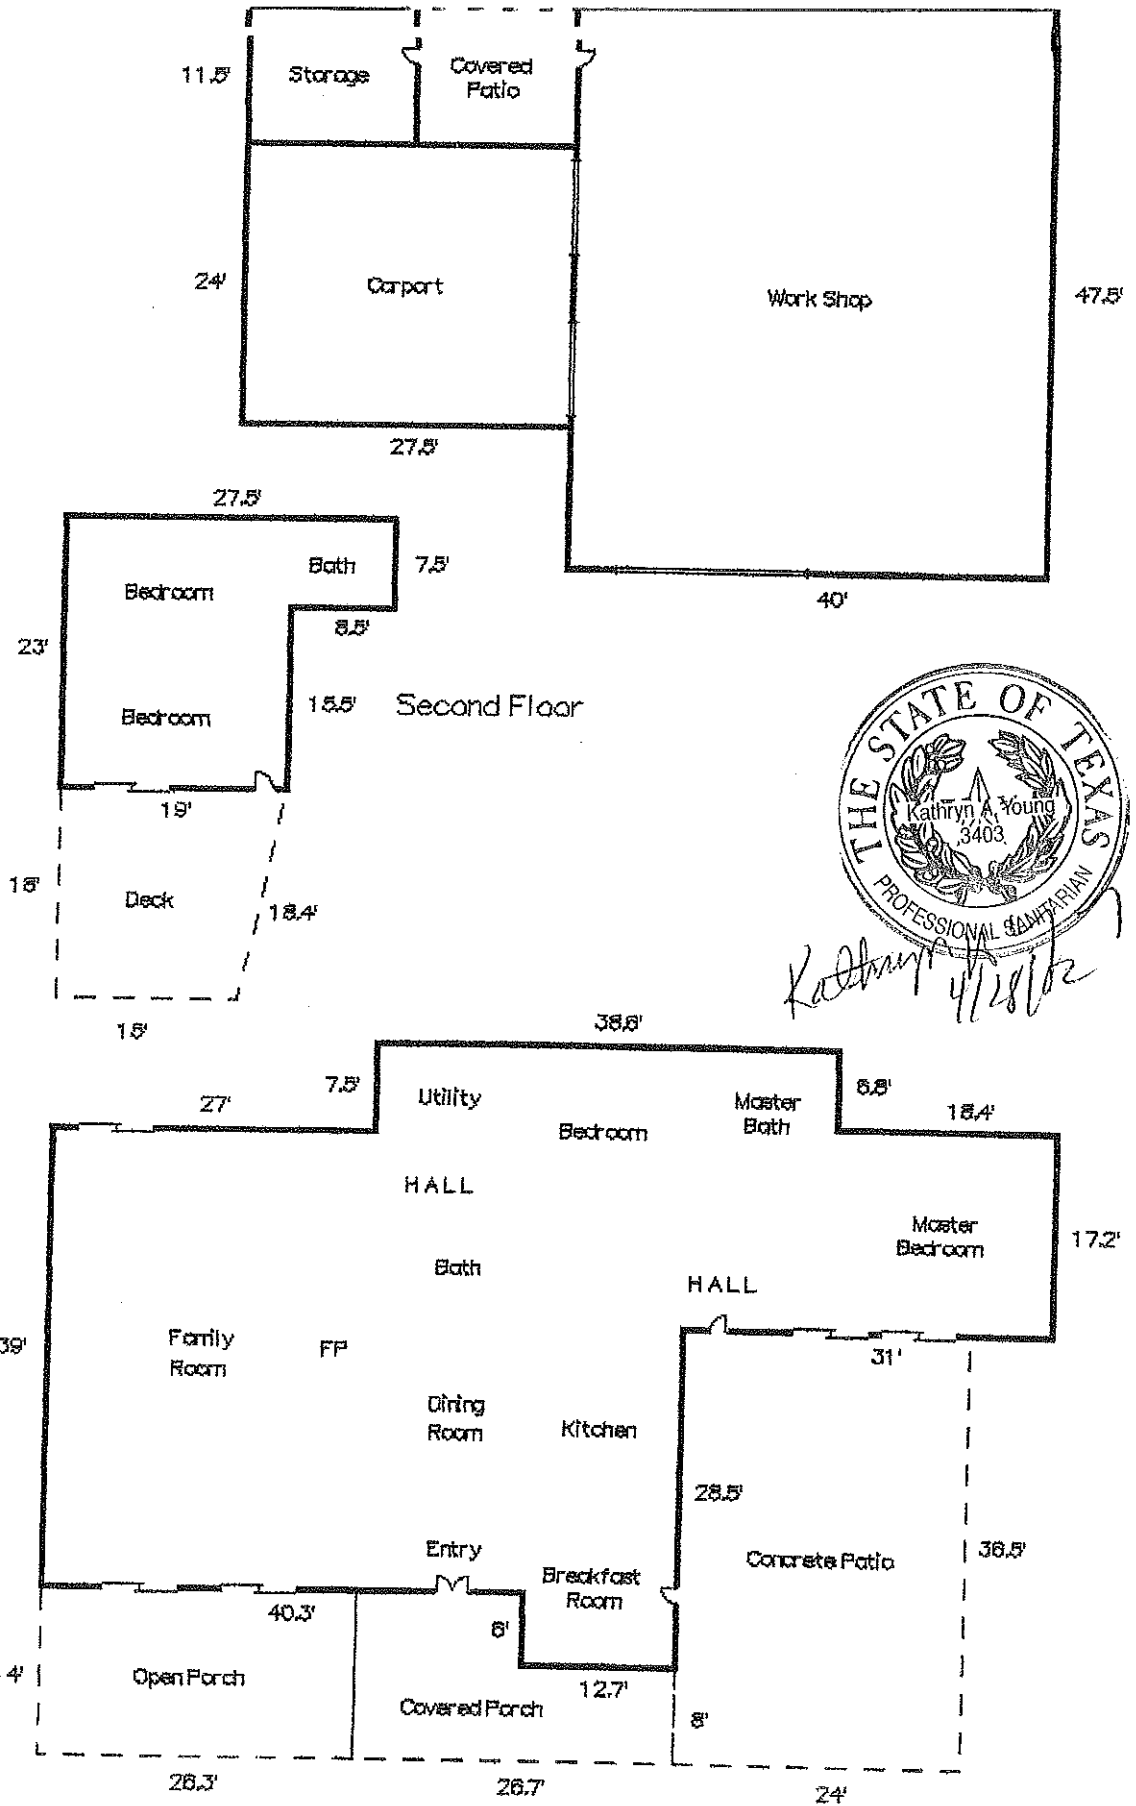 11.5'
Storage
Covered
Patio
24'
Carport
Work Shop
47.5'
27.5'
40'
27.5'
Bath
7.5'
Bedroom
8.5'
23'
Bedroom
15.5'
Second Floor
19'
18'
Deck
18.4'
15'
THE STATE OF TEXAS
Kathryn A. Young
3403
PROFESSIONAL SANITARIAN
Kathryn A
4/28/12
38.6'
7.5'
Utility
Bedroom
Master
Bath
6.8'
18.4'
27'
HALL
Master
Bedroom
17.2'
Bath
HALL
39'
Family
Room
FP
31'
Dining
Room
Kitchen
28.5'
Entry
Concrete Patio
36.5'
Breakfast
Room
40.3'
6'
4'
Open Porch
12.7'
Covered Porch
8'
26.3'
26.7'
24'